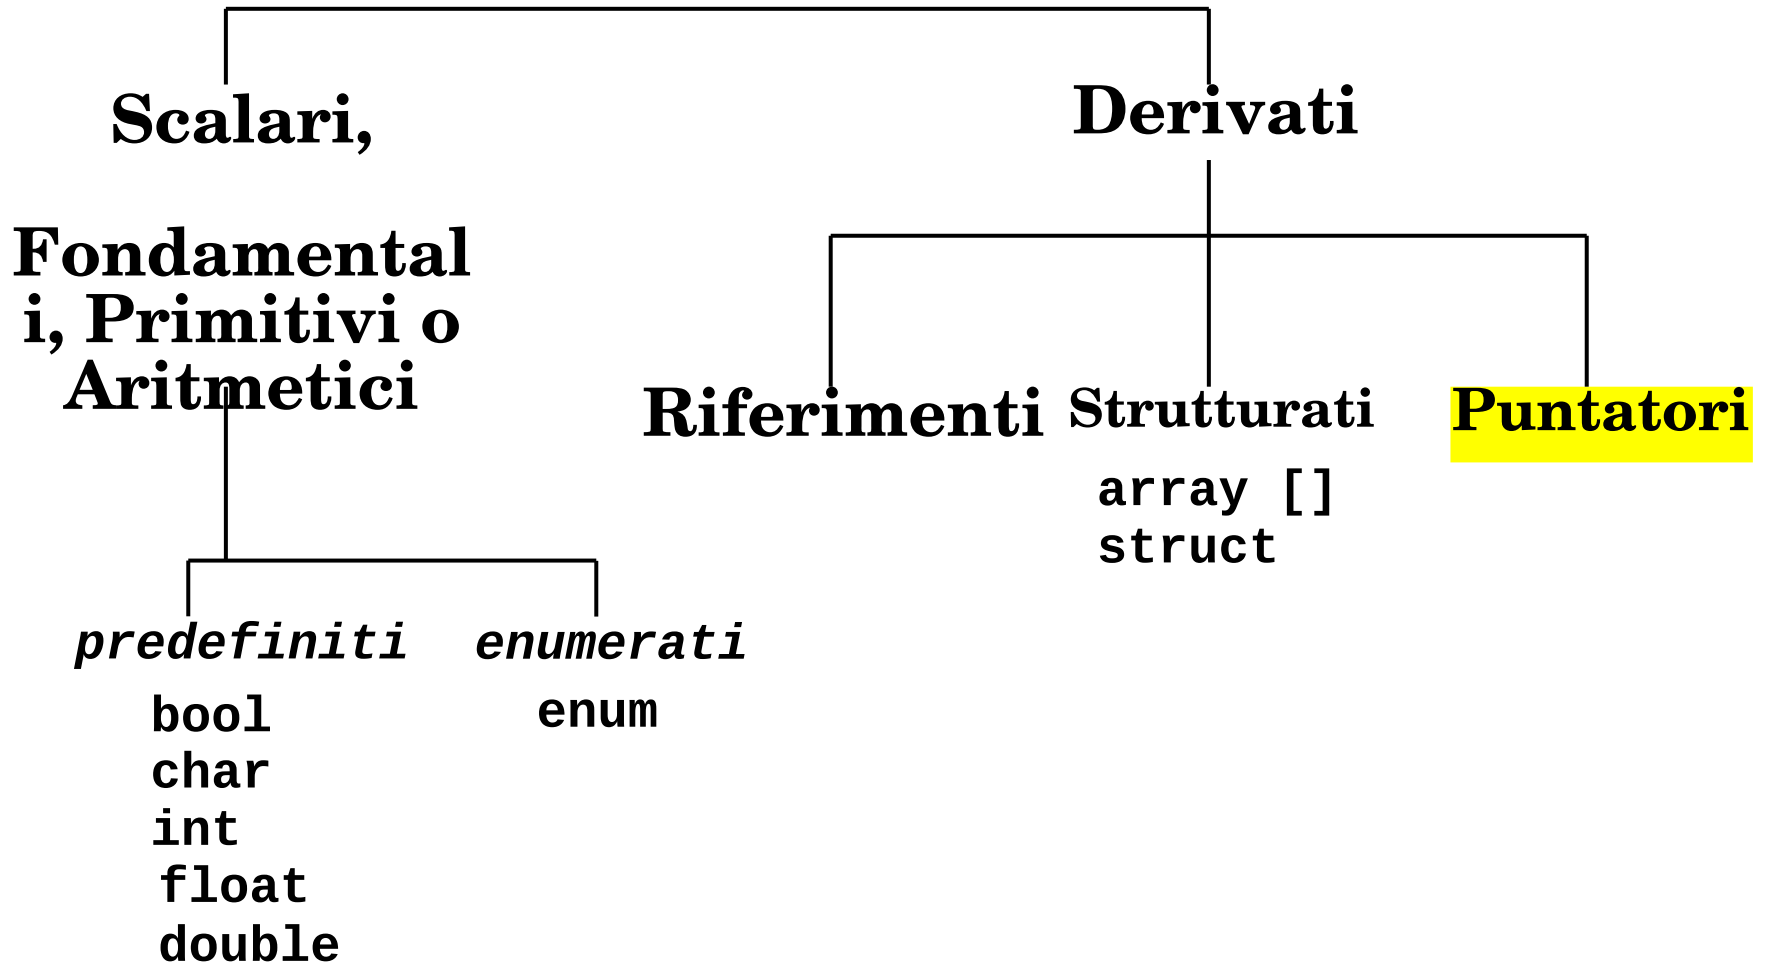 Scalari,
Fondamental
i, Primitivi o
Aritmetici
Derivati
Riferimenti
Strutturati
array []
struct
Puntatori
predefiniti
bool
char
int
float
double
enumerati
enum